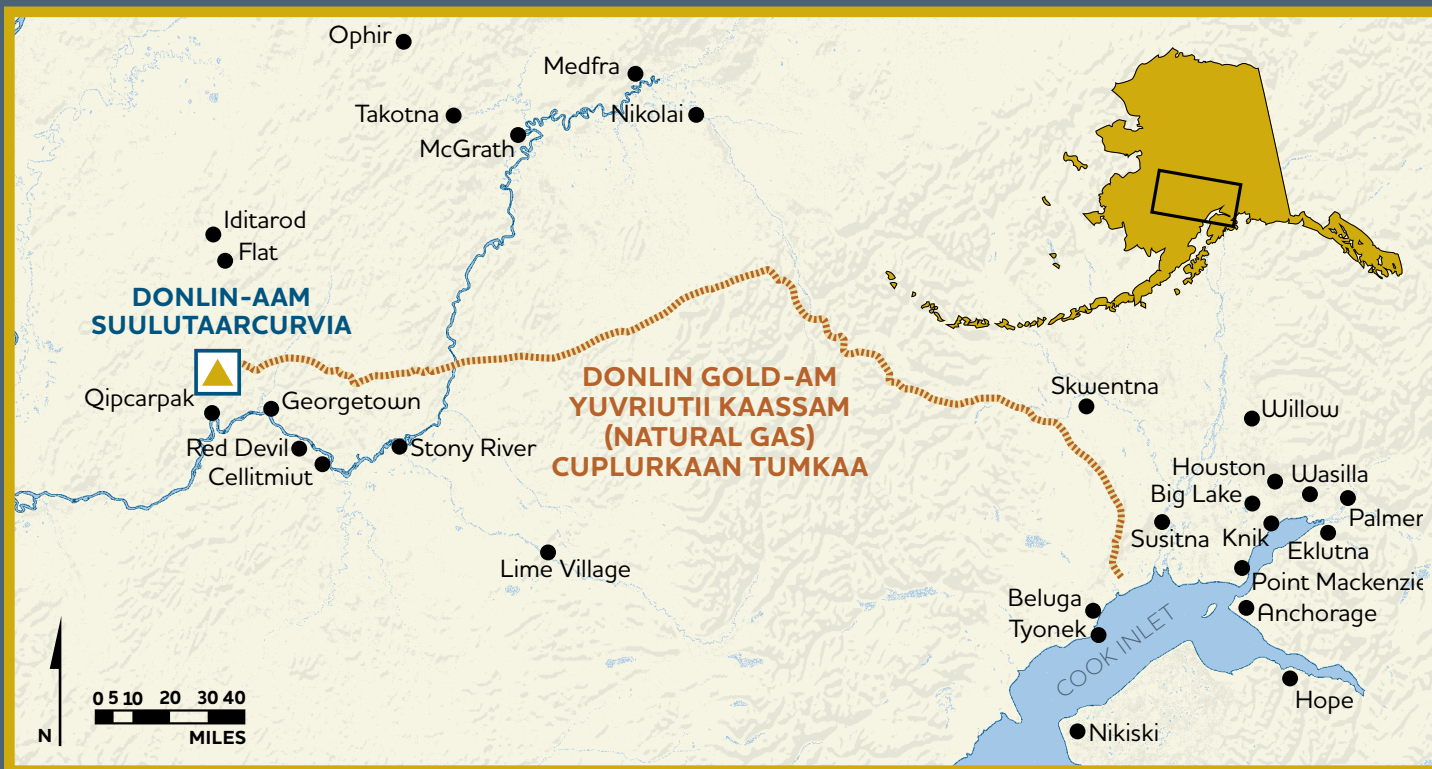 Ophir
Medfra
Takotna
Nikolai
McGrath
Iditarod
Flat
DONLIN-AAM
SUULUTAARCURVIA
DONLIN GOLD-AM
YUVRIUTII KAASSAM
(NATURAL GAS)
CUPLURKAAN TUMKAA
Qipcarpak
Georgetown
Red Devil
Stony River
Cellitmiut
Lime Village
Skwentna
Willow
Houston
Wasilla
Big Lake
Palmer
Susitna
Knik
Eklutna
Point Mackenzie
Beluga
Anchorage
Tyonek
COOK INLET
Hope
Nikiski
0 5 10 20 30 40
MILES
N